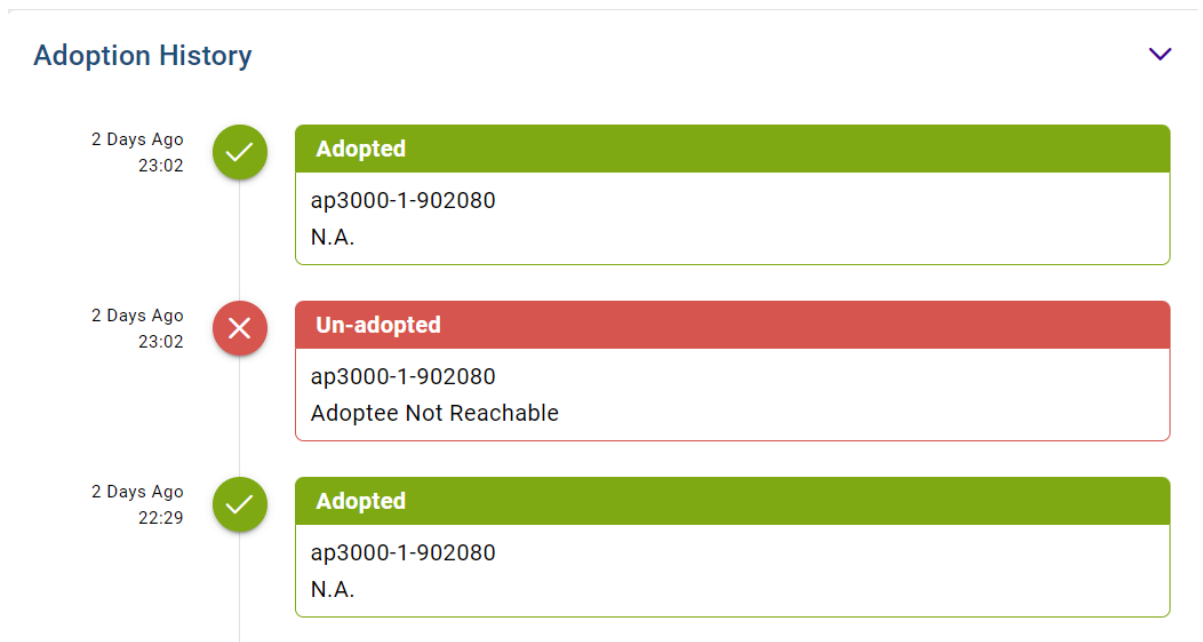 Adoption History
2 Days Ago
23:02
Adopted
ap3000-1-902080
N.A.
2 Days Ago
23:02
Un-adopted
ap3000-1-902080
Adoptee Not Reachable
2 Days Ago
22:29
Adopted
ap3000-1-902080
N.A.